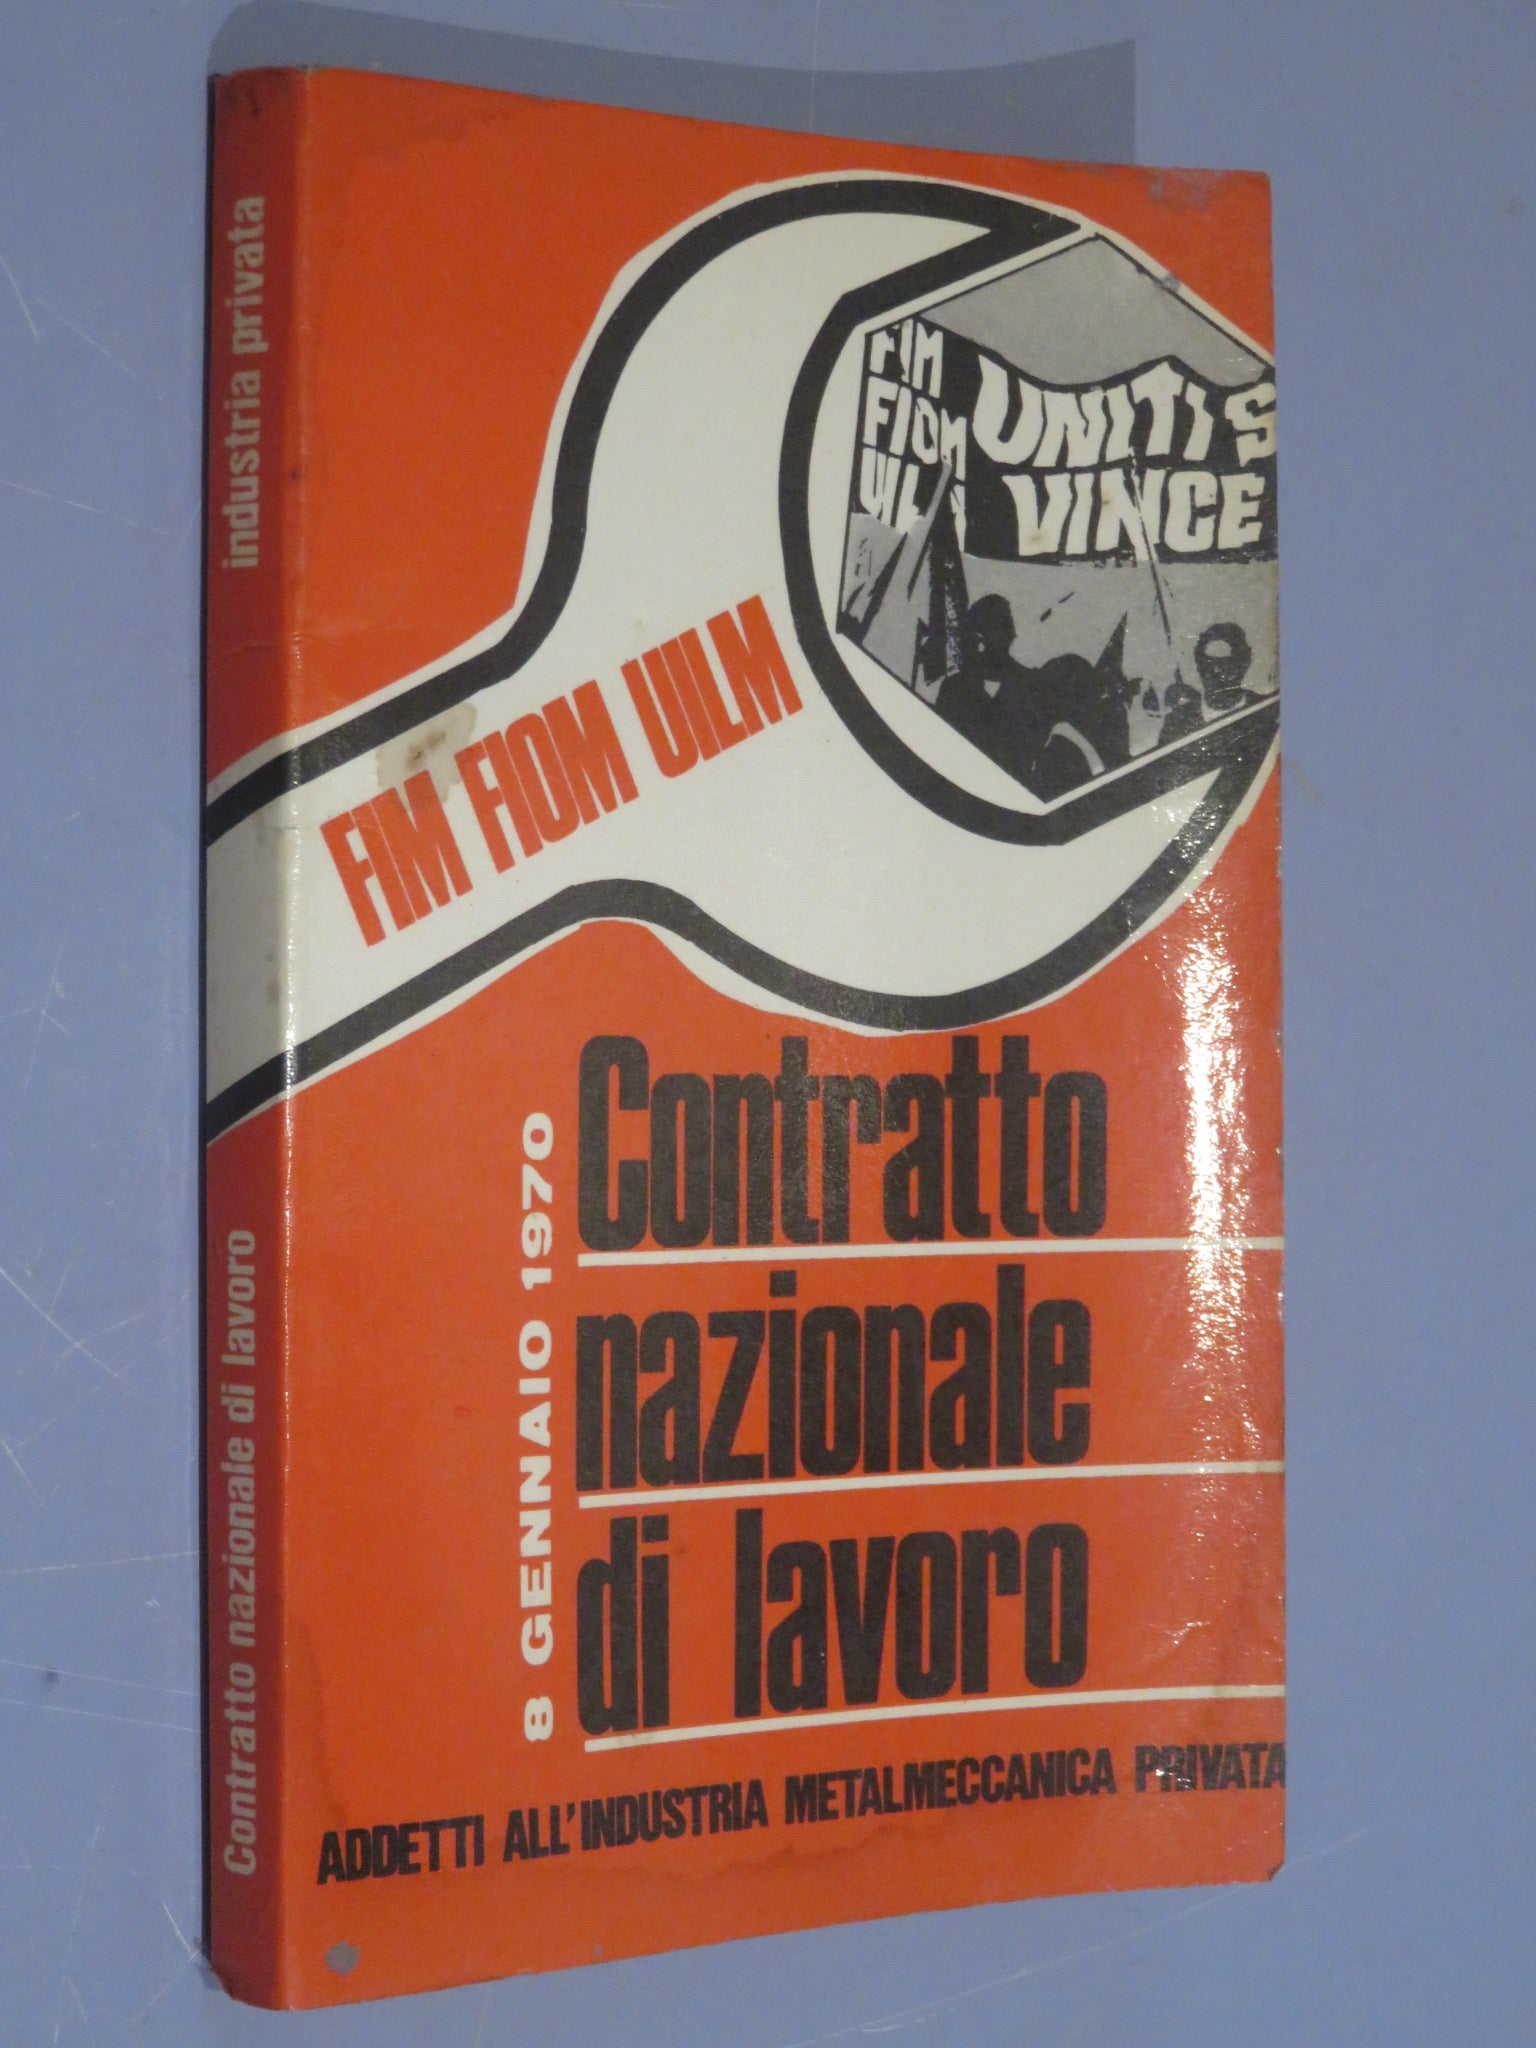 industria privata
Contratto nazionale di lavoro
FIM
FIOM
UILM
UNITI S
VINCE
FIM FIOM UILM
8 GENNAIO 1970
Contratto
nazionale
di lavoro
ADDETTI ALL'INDUSTRIA METALMECCANICA PRIVATA